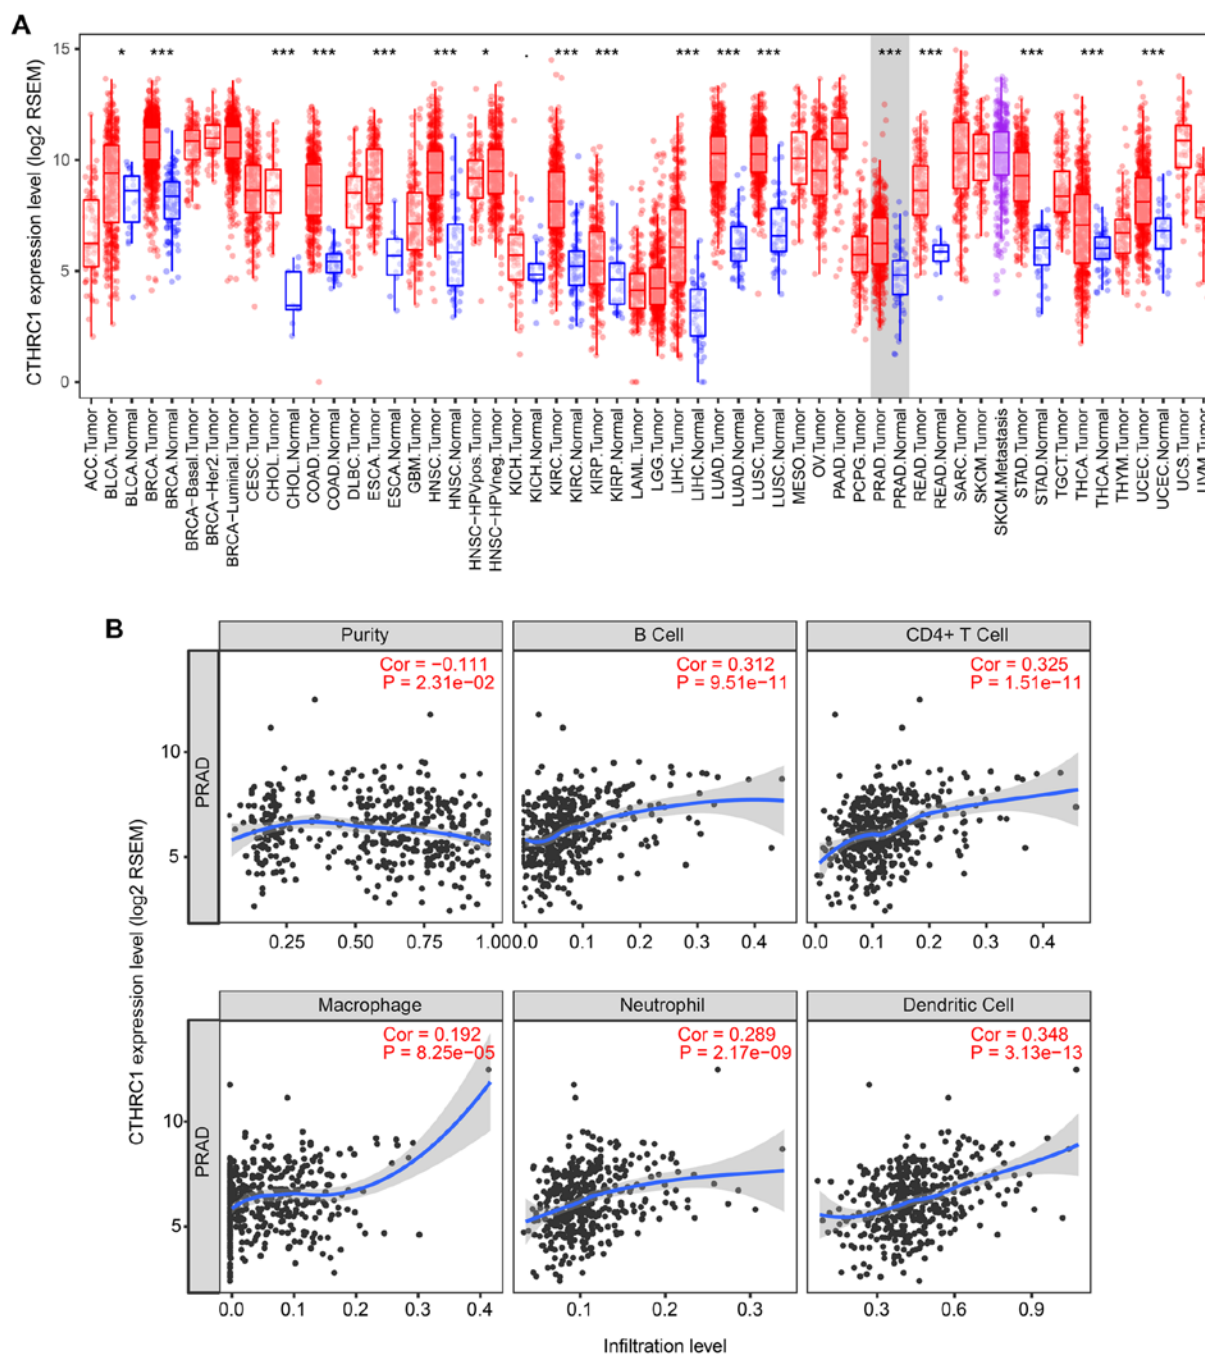 A
* *** *** *** *** *** * . *** *** *** *** *** *** *** *** *** ***
CTHRC1 expression level (log2 RSEM)
15
10
5
0
ACC.Tumor
BLCA.Tumor
BLCA.Normal
BRCA.Tumor
BRCA.Normal
BRCA-Basal.Tumor
BRCA-Her2.Tumor
BRCA-Luminal.Tumor
CESC.Tumor
CHOL.Tumor
CHOL.Normal
COAD.Tumor
COAD.Normal
DLBC.Tumor
ESCA.Tumor
ESCA.Normal
GBM.Tumor
HNSC.Tumor
HNSC.Normal
HNSC-HPVpos.Tumor
HNSC-HPVneg.Tumor
KICH.Tumor
KICH.Normal
KIRC.Tumor
KIRC.Normal
KIRP.Tumor
KIRP.Normal
LAML.Tumor
LGG.Tumor
LIHC.Tumor
LIHC.Normal
LUAD.Tumor
LUAD.Normal
LUSC.Tumor
LUSC.Normal
MESO.Tumor
OV.Tumor
PAAD.Tumor
PCPG.Tumor
PRAD.Tumor
PRAD.Normal
READ.Tumor
READ.Normal
SARC.Tumor
SKCM.Tumor
SKCM.Metastasis
STAD.Tumor
STAD.Normal
TGCT.Tumor
THCA.Tumor
THCA.Normal
THYM.Tumor
UCEC.Tumor
UCEC.Normal
UCS.Tumor
UVM.Tumor
B
CTHRC1 expression level (log2 RSEM)
Purity
B Cell
CD4+ T Cell
PRAD
10
5
Cor = −0.111
P = 2.31e−02
Cor = 0.312
P = 9.51e−11
Cor = 0.325
P = 1.51e−11
0.25 0.50 0.75 1.00
0.0 0.1 0.2 0.3 0.4
0.0 0.1 0.2 0.3 0.4
Macrophage
Neutrophil
Dendritic Cell
PRAD
10
5
Cor = 0.192
P = 8.25e−05
Cor = 0.289
P = 2.17e−09
Cor = 0.348
P = 3.13e−13
0.0 0.1 0.2 0.3 0.4
0.1 0.2 0.3
0.3 0.6 0.9
Infiltration level